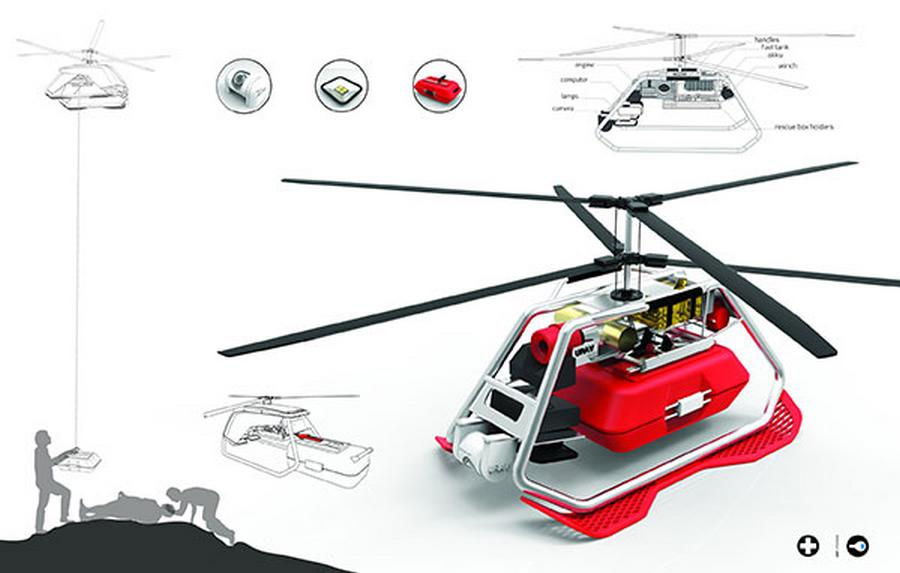 handles
fuel tank
akku
winch
engine
computer
lamps
camera
rescue box holders